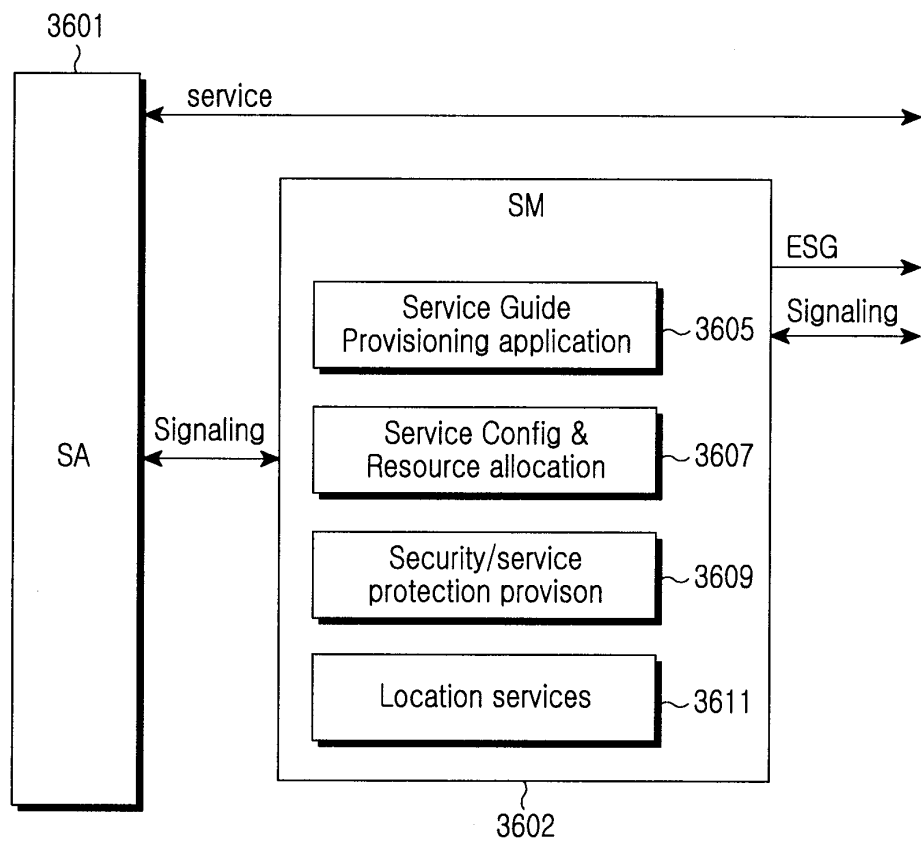 3601
service
SM
ESG
Service Guide
Provisioning application
3605
Signaling
Service Config &
Resource allocation
3607
SA
Signaling
Security/service
protection provison
3609
Location services
3611
3602